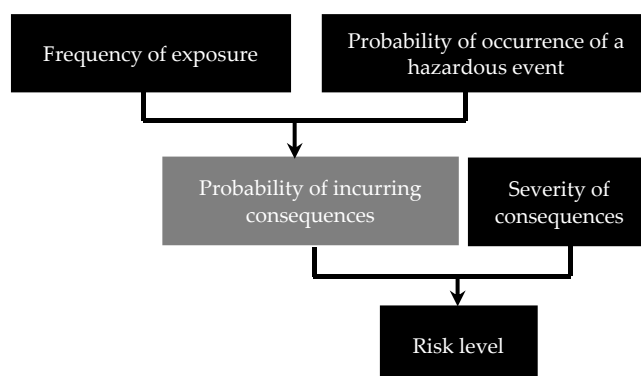 Frequency of exposure
Probability of occurrence of a
hazardous event
Probability of incurring
consequences
Severity of
consequences
Risk level